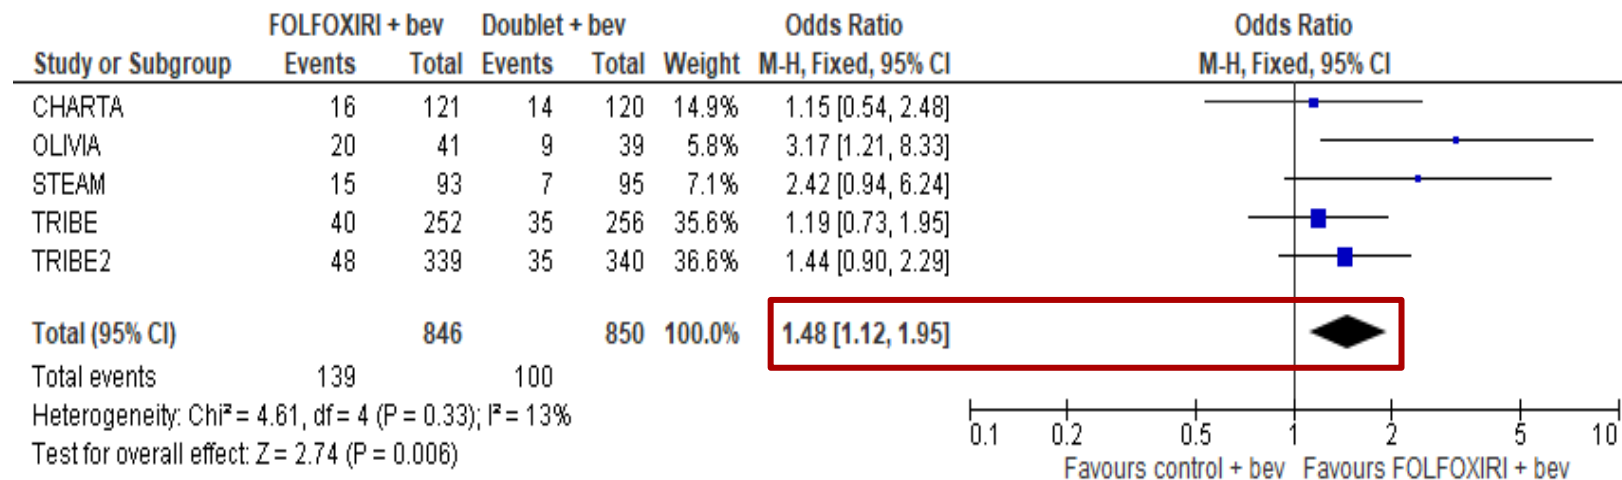 FOLFOXIRI + bev Doublet + bev Odds Ratio Odds Ratio
Study or Subgroup Events Total Events Total Weight M-H, Fixed, 95% CI M-H, Fixed, 95% CI
CHARTA 16 121 14 120 14.9% 1.15 [0.54, 2.48]
OLIVIA 20 41 9 39 5.8% 3.17 [1.21, 8.33]
STEAM 15 93 7 95 7.1% 2.42 [0.94, 6.24]
TRIBE 40 252 35 256 35.6% 1.19 [0.73, 1.95]
TRIBE2 48 339 35 340 36.6% 1.44 [0.90, 2.29]
Total (95% CI) 846 850 100.0% 1.48 [1.12, 1.95]
Total events 139 100
Heterogeneity: Chi² = 4.61, df = 4 (P = 0.33); I² = 13%
Test for overall effect: Z = 2.74 (P = 0.006)
0.1 0.2 0.5 1 2 5 10
Favours control + bev Favours FOLFOXIRI + bev